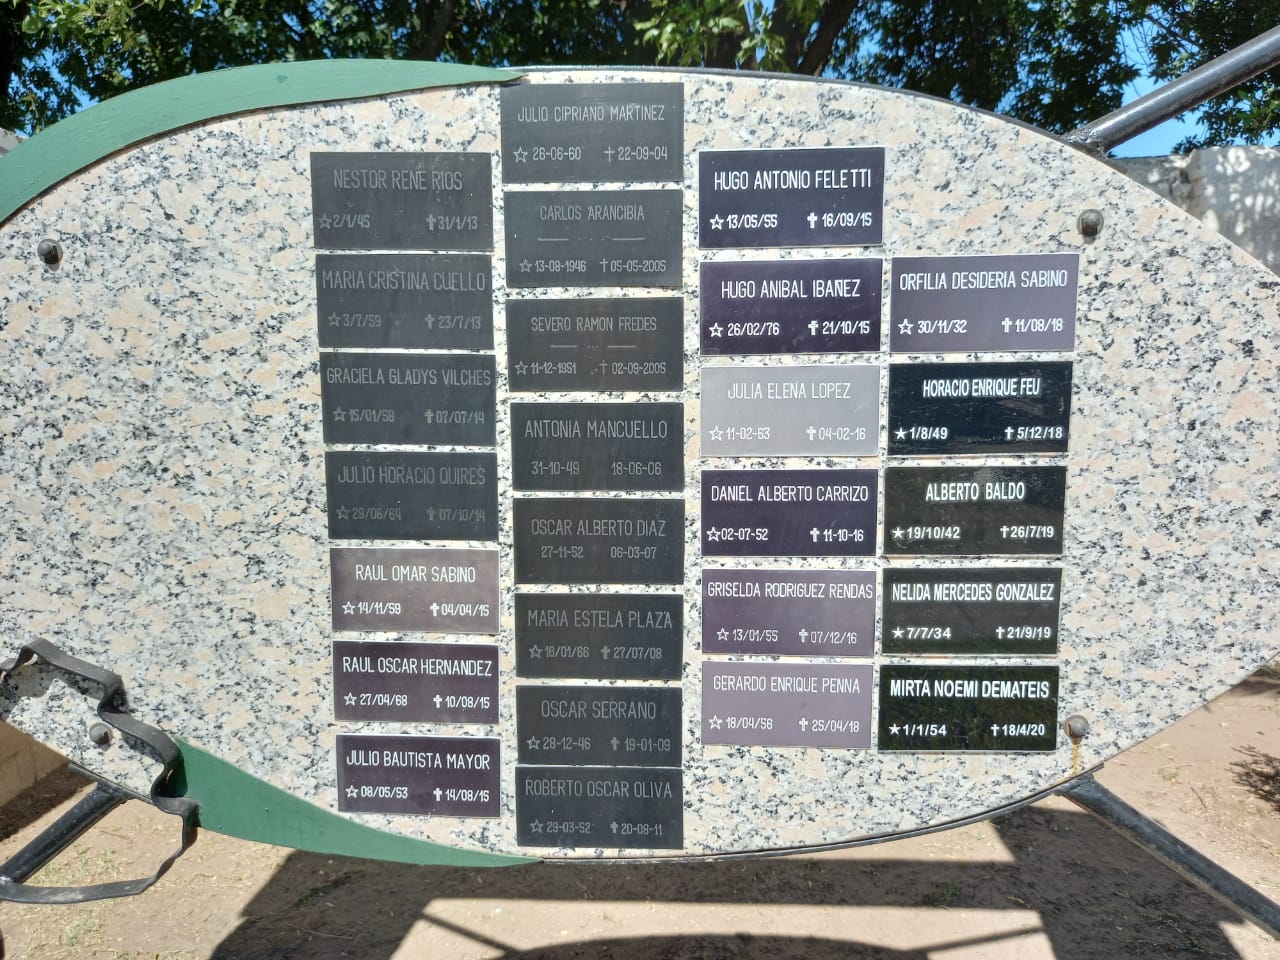 NESTOR RENE RIOS
☆2/1/45 ✝31/1/13
MARIA CRISTINA CUELLO
☆3/7/59 ✝23/7/13
GRACIELA GLADYS VILCHES
☆15/01/58 ✝07/07/14
JULIO HORACIO QUIRES
☆29/06/64 ✝07/10/14
RAUL OMAR SABINO
☆14/11/59 ✝04/04/15
RAUL OSCAR HERNANDEZ
☆27/04/68 ✝10/08/15
JULIO BAUTISTA MAYOR
☆08/05/53 ✝14/08/15
JULIO CIPRIANO MARTINEZ
☆26-06-60 ✝22-09-04
CARLOS ARANCIBIA
☆13-08-1946 ✝05-05-2005
SEVERO RAMON FREDES
☆11-12-1951 ✝02-09-2005
ANTONIA MANCUELLO
31-10-49 18-06-06
OSCAR ALBERTO DIAZ
27-11-52 06-03-07
MARIA ESTELA PLAZA
☆16/01/66 ✝27/07/08
OSCAR SERRANO
☆29-12-46 ✝19-01-09
ROBERTO OSCAR OLIVA
☆29-03-52 ✝20-08-11
HUGO ANTONIO FELETTI
☆13/05/55 ✝16/09/15
HUGO ANIBAL IBAÑEZ
☆26/02/76 ✝21/10/15
JULIA ELENA LOPEZ
☆11-02-63 ✝04-02-16
DANIEL ALBERTO CARRIZO
☆02-07-52 ✝11-10-16
GRISELDA RODRIGUEZ RENDAS
☆13/01/55 ✝07/12/16
GERARDO ENRIQUE PENNA
☆18/04/56 ✝25/04/18
ORFILIA DESIDERIA SABINO
☆30/11/32 ✝11/08/18
HORACIO ENRIQUE FEU
★1/8/49 ✝5/12/18
ALBERTO BALDO
★19/10/42 ✝26/7/19
NELIDA MERCEDES GONZALEZ
★7/7/34 ✝21/9/19
MIRTA NOEMI DEMATEIS
★1/1/54 ✝18/4/20